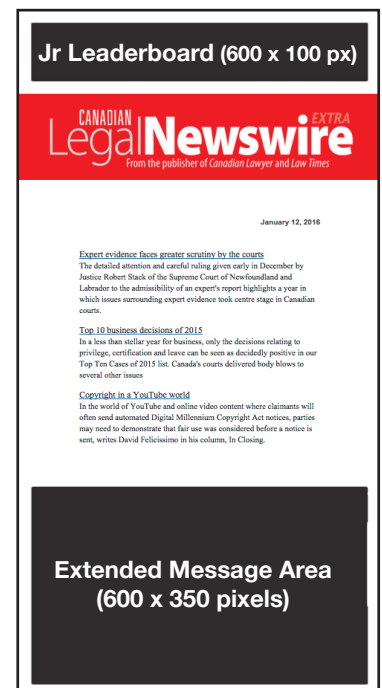 Jr Leaderboard (600 x 100 px)
CANADIAN
EXTRA
LegalNewswire
From the publisher of Canadian Lawyer and Law Times
January 12, 2016
Expert evidence faces greater scrutiny by the courts
The detailed attention and careful ruling given early in December by
Justice Robert Stack of the Supreme Court of Newfoundland and
Labrador to the admissibility of an expert's report highlights a year in
which issues surrounding expert evidence took centre stage in Canadian
courts.
Top 10 business decisions of 2015
In a less than stellar year for business, only the decisions relating to
privilege, certification and leave can be seen as decidedly positive in our
Top Ten Cases of 2015 list. Canada's courts delivered body blows to
several other issues
Copyright in a YouTube world
In the world of YouTube and online video content where claimants will
often send automated Digital Millennium Copyright Act notices, parties
may need to demonstrate that fair use was considered before a notice is
sent, writes David Felicissimo in his column, In Closing.
Extended Message Area
(600 x 350 pixels)